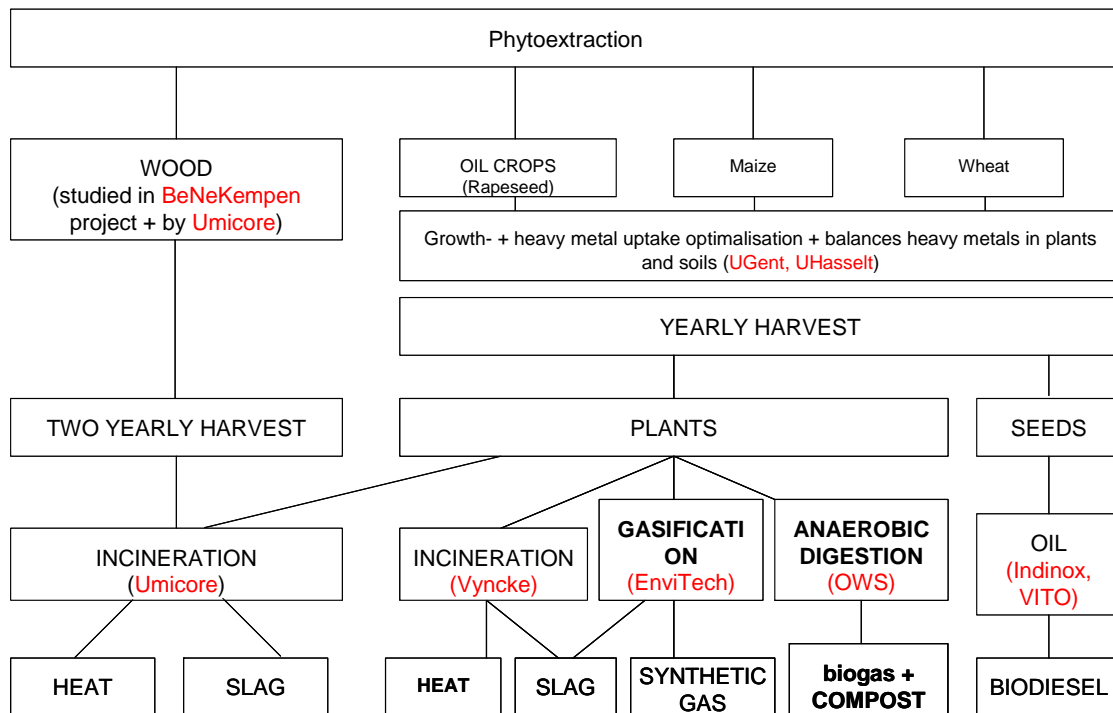 Phytoextraction
WOOD
(studied in BeNeKempen
project + by Umicore)
OIL CROPS
(Rapeseed)
Maize
Wheat
Growth- + heavy metal uptake optimalisation + balances heavy metals in plants
and soils (UGent, UHasselt)
YEARLY HARVEST
TWO YEARLY HARVEST
PLANTS
SEEDS
INCINERATION
(Umicore)
INCINERATION
(Vyncke)
GASIFICATI
ON
(EnviTech)
ANAEROBIC
DIGESTION
(OWS)
OIL
(Indinox,
VITO)
HEAT
SLAG
HEAT
SLAG
SYNTHETIC
GAS
biogas +
COMPOST
BIODIESEL